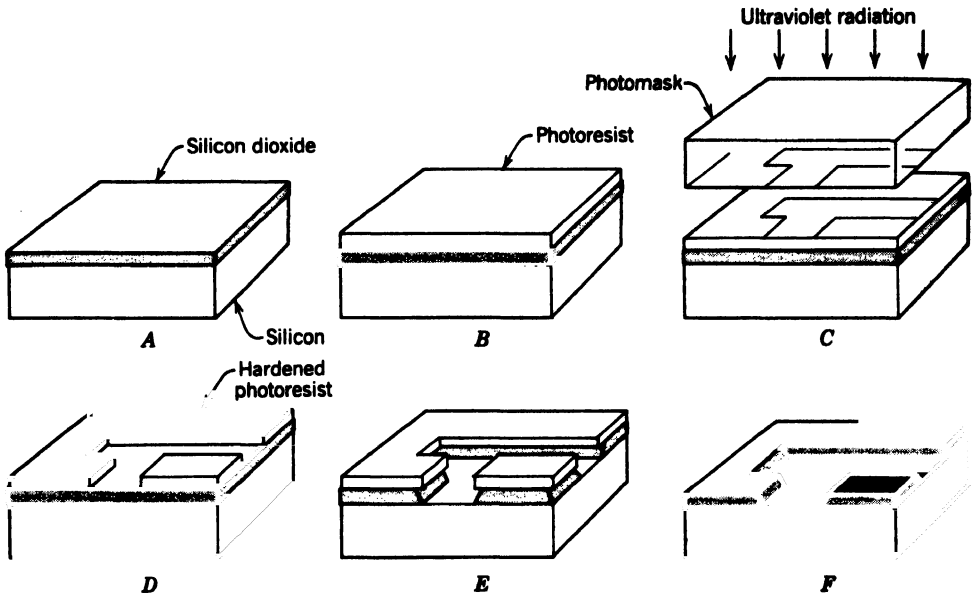 Ultraviolet radiation
Photomask
Silicon dioxide
Photoresist
Silicon
A
B
C
Hardened
photoresist
D
E
F